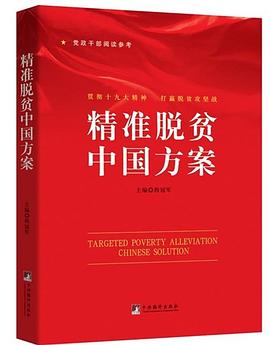 ★ 党政干部阅读参考
贯彻十九大精神 打赢脱贫攻坚战
精准脱贫
中国方案
主编
TARGETED POVERTY ALLEVIATION
CHINESE SOLUTION
精准脱贫中国方案